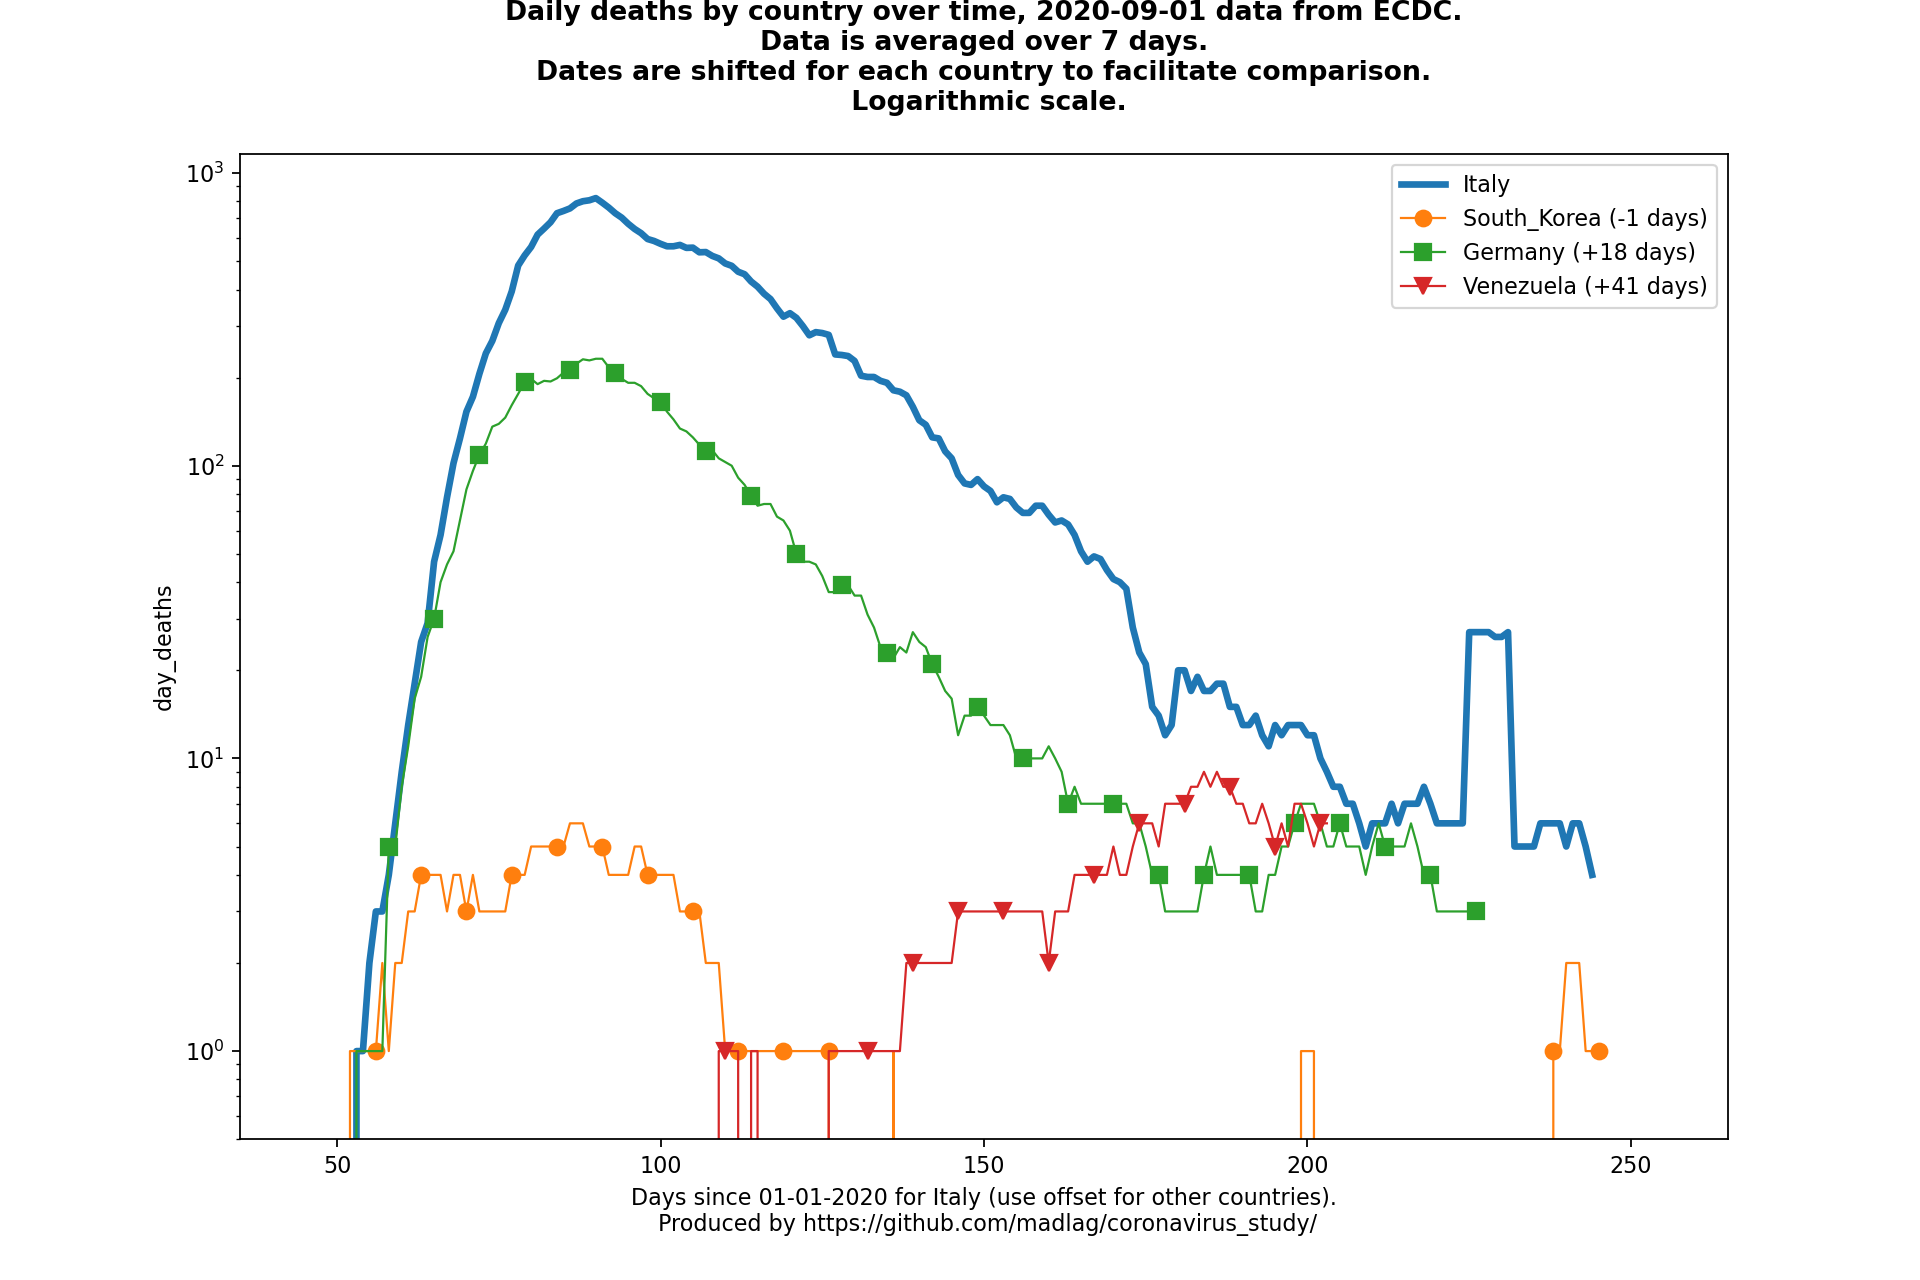 Daily deaths by country over time, 2020-09-01 data from ECDC.
Data is averaged over 7 days.
Dates are shifted for each country to facilitate comparison.
Logarithmic scale.
10³
10²
10¹
10⁰
day_deaths
Italy
South_Korea (-1 days)
Germany (+18 days)
Venezuela (+41 days)
50
100
150
200
250
Days since 01-01-2020 for Italy (use offset for other countries).
Produced by https://github.com/madlag/coronavirus_study/